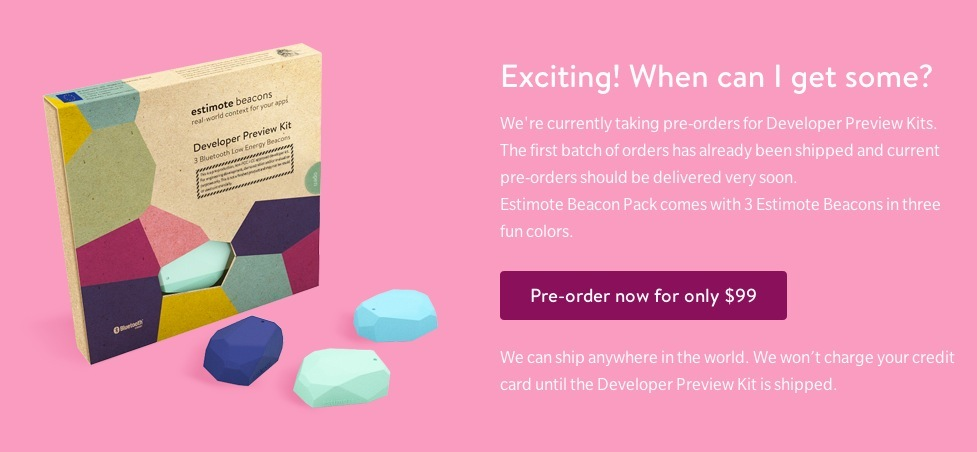 estimote beacons
real-world context for your apps
Developer Preview Kit
3 Bluetooth Low Energy Beacons
Bluetooth
Exciting! When can I get some?
We're currently taking pre-orders for Developer Preview Kits.
The first batch of orders has already been shipped and current
pre-orders should be delivered very soon.
Estimote Beacon Pack comes with 3 Estimote Beacons in three
fun colors.
Pre-order now for only $99
We can ship anywhere in the world. We won't charge your credit
card until the Developer Preview Kit is shipped.